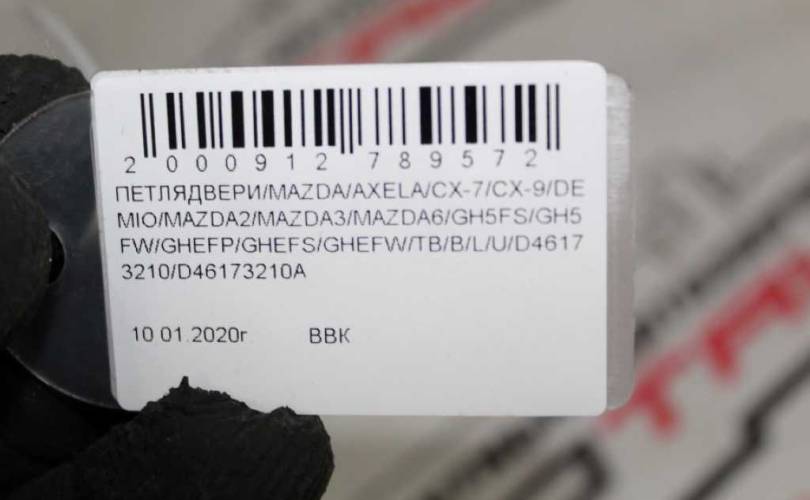 2 000912 789572
ПЕТЛЯДВЕРИ/MAZDA/AXELA/CX-7/CX-9/DE
MIO/MAZDA2/MAZDA3/MAZDA6/GH5FS/GH5
FW/GHEFP/GHEFS/GHEFW/TB/B/L/U/D4617
3210/D46173210A
10 01.2020г BBK